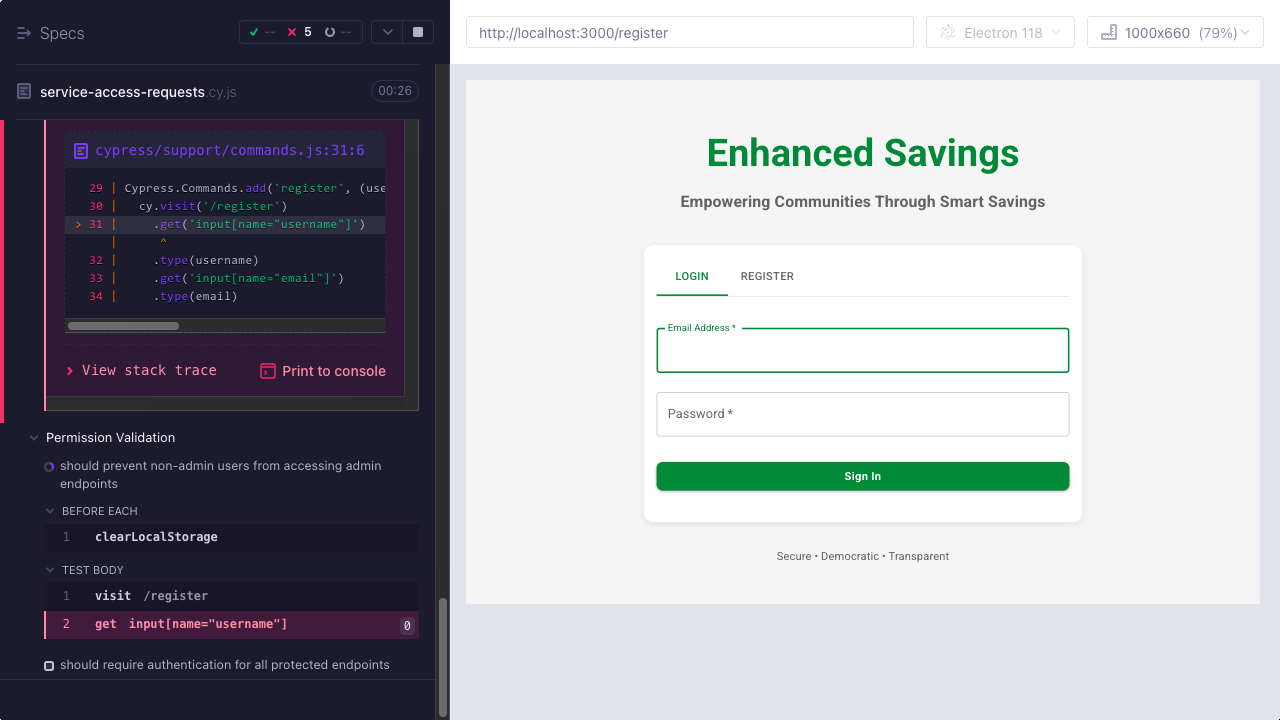 Specs
-- 5 --
service-access-requests.cy.js 00:26
cypress/support/commands.js:31:6
29 | Cypress.Commands.add('register', (use
30 | cy.visit('/register')
> 31 | .get('input[name="username"]')
| ^
32 | .type(username)
33 | .get('input[name="email"]')
34 | .type(email)
View stack trace
Print to console
Permission Validation
should prevent non-admin users from accessing admin
endpoints
BEFORE EACH
1 clearLocalStorage
TEST BODY
1 visit /register
2 get input[name="username"] 0
should require authentication for all protected endpoints
http://localhost:3000/register
Electron 118
1000x660 (79%)
Enhanced Savings
Empowering Communities Through Smart Savings
LOGIN REGISTER
Email Address *
Password *
Sign In
Secure • Democratic • Transparent